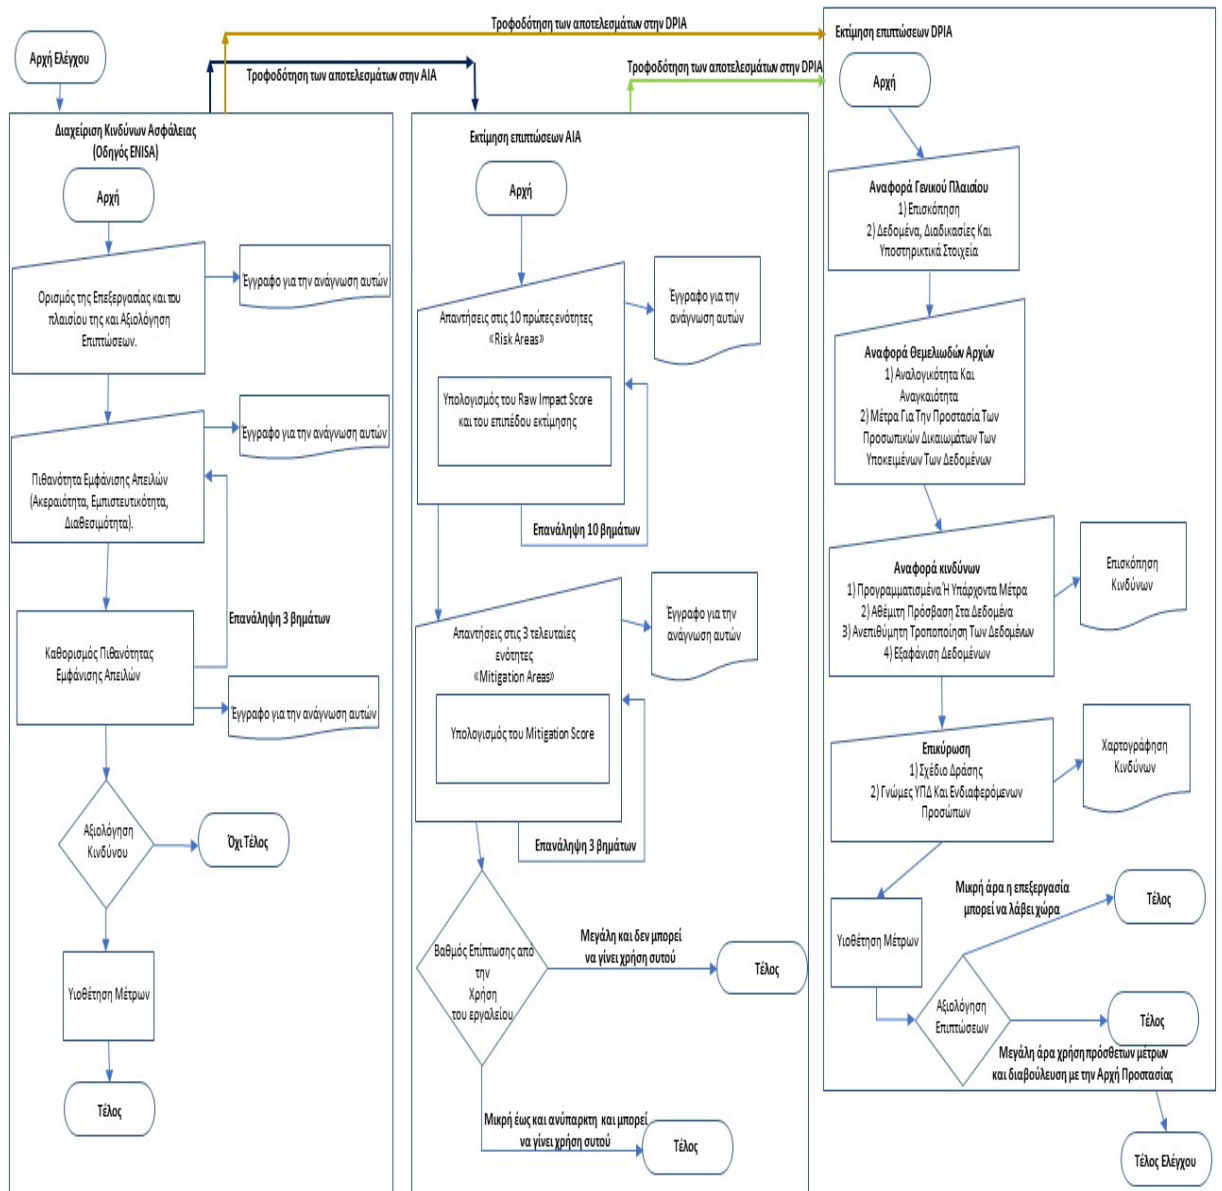 Τροφοδότηση των αποτελεσμάτων στην DPIA
Τροφοδότηση των αποτελεσμάτων στην AIA
Τροφοδότηση των αποτελεσμάτων στην DPIA
Αρχή Ελέγχου
Διαχείριση Κινδύνων Ασφάλειας
(Οδηγός ENISA)
Αρχή
Ορισμός της Επεξεργασίας και του
πλαισίου της και Αξιολόγηση
Επιπτώσεων.
Έγγραφο για την ανάγνωση αυτών
Πιθανότητα Εμφάνισης Απειλών
(Ακεραιότητα, Εμπιστευτικότητα,
Διαθεσιμότητα).
Έγγραφο για την ανάγνωση αυτών
Επανάληψη 3 βημάτων
Καθορισμός Πιθανότητας
Εμφάνισης Απειλών
Έγγραφο για την ανάγνωση αυτών
Αξιολόγηση
Κινδύνου
Όχι Τέλος
Υιοθέτηση Μέτρων
Τέλος
Εκτίμηση επιπτώσεων AIA
Αρχή
Απαντήσεις στις 10 πρώτες ενότητες
«Risk Areas»
Έγγραφο για την
ανάγνωση αυτών
Υπολογισμός του Raw Impact Score
και του επιπέδου εκτίμησης
Επανάληψη 10 βημάτων
Απαντήσεις στις 3 τελευταίες
ενότητες
«Mitigation Areas»
Έγγραφο για την
ανάγνωση αυτών
Υπολογισμός του Mitigation Score
Επανάληψη 3 βημάτων
Βαθμός Επίπτωσης από
την
Χρήση
του εργαλείου
Μεγάλη και δεν μπορεί
να γίνει χρήση συτού
Τέλος
Μικρή έως και ανύπαρκτη και μπορεί
να γίνει χρήση συτού
Τέλος
Εκτίμηση επιπτώσεων DPIA
Αρχή
Αναφορά Γενικού Πλαισίου
1) Επισκόπηση
2) Δεδομένα, Διαδικασίες Και
Υποστηρικτικά Στοιχεία
Αναφορά Θεμελιωδών Αρχών
1) Αναλογικότητα Και
Αναγκαιότητα
2) Μέτρα Για Την Προστασία Των
Προσωπικών Δικαιωμάτων Των
Υποκειμένων Των Δεδομένων
Αναφορά κινδύνων
1) Προγραμματισμένα Ή Υπάρχοντα Μέτρα
2) Αθέμιτη Πρόσβαση Στα Δεδομένα
3) Ανεπιθύμητη Τροποποίηση Των Δεδομένων
4) Εξαφάνιση Δεδομένων
Επισκόπηση
Κινδύνων
Επικύρωση
1) Σχέδιο Δράσης
2) Γνώμες ΥΠΔ Και Ενδιαφερόμενων
Προσώπων
Χαρτογράφηση
Κινδύνων
Υιοθέτηση Μέτρων
Μικρή άρα η επεξεργασία
μπορεί να λάβει χώρα
Τέλος
Αξιολόγηση
Επιπτώσεων
Τέλος
Μεγάλη άρα χρήση πρόσθετων μέτρων
και διαβούλευση με την Αρχή Προστασίας
Τέλος Ελέγχου